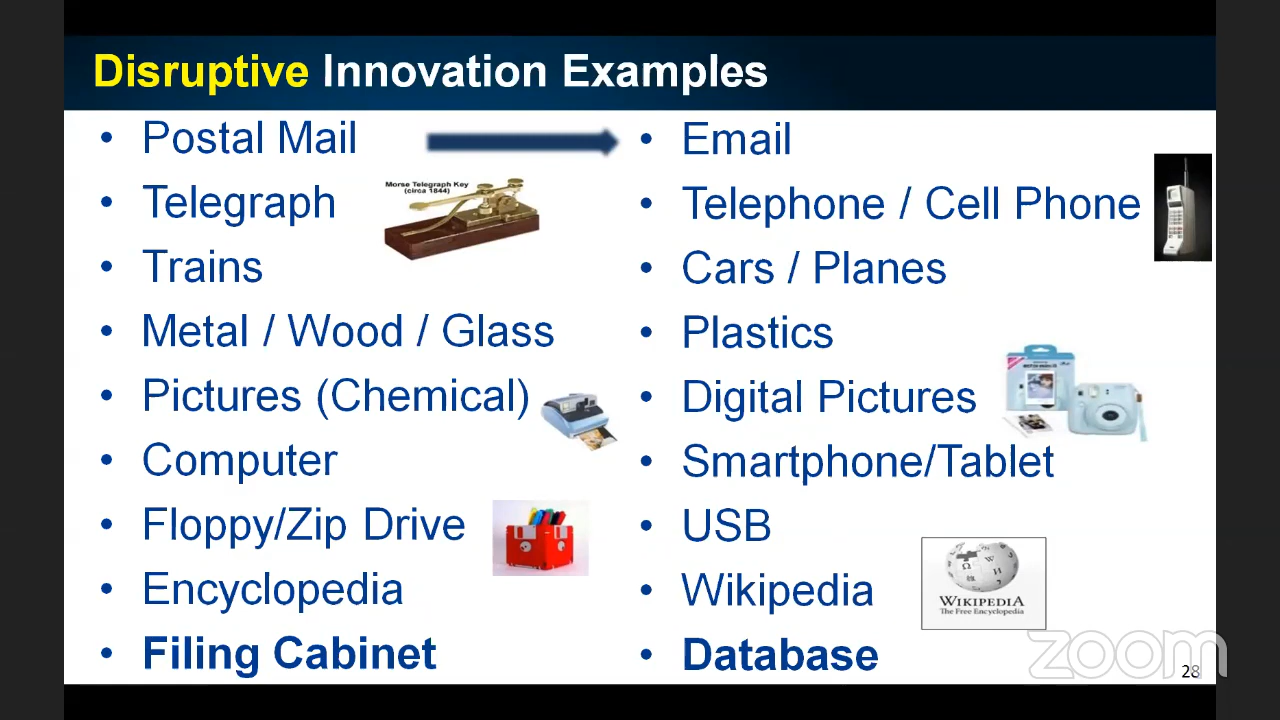 Disruptive Innovation Examples
• Postal Mail
• Telegraph
• Trains
• Metal / Wood / Glass
• Pictures (Chemical)
• Computer
• Floppy/Zip Drive
• Encyclopedia
• Filing Cabinet
Morse Telegraph Key
(circa 1844)
• Email
• Telephone / Cell Phone
• Cars / Planes
• Plastics
• Digital Pictures
• Smartphone/Tablet
• USB
• Wikipedia
• Database
WIKIPEDIA
The Free Encyclopedia
zoom
28